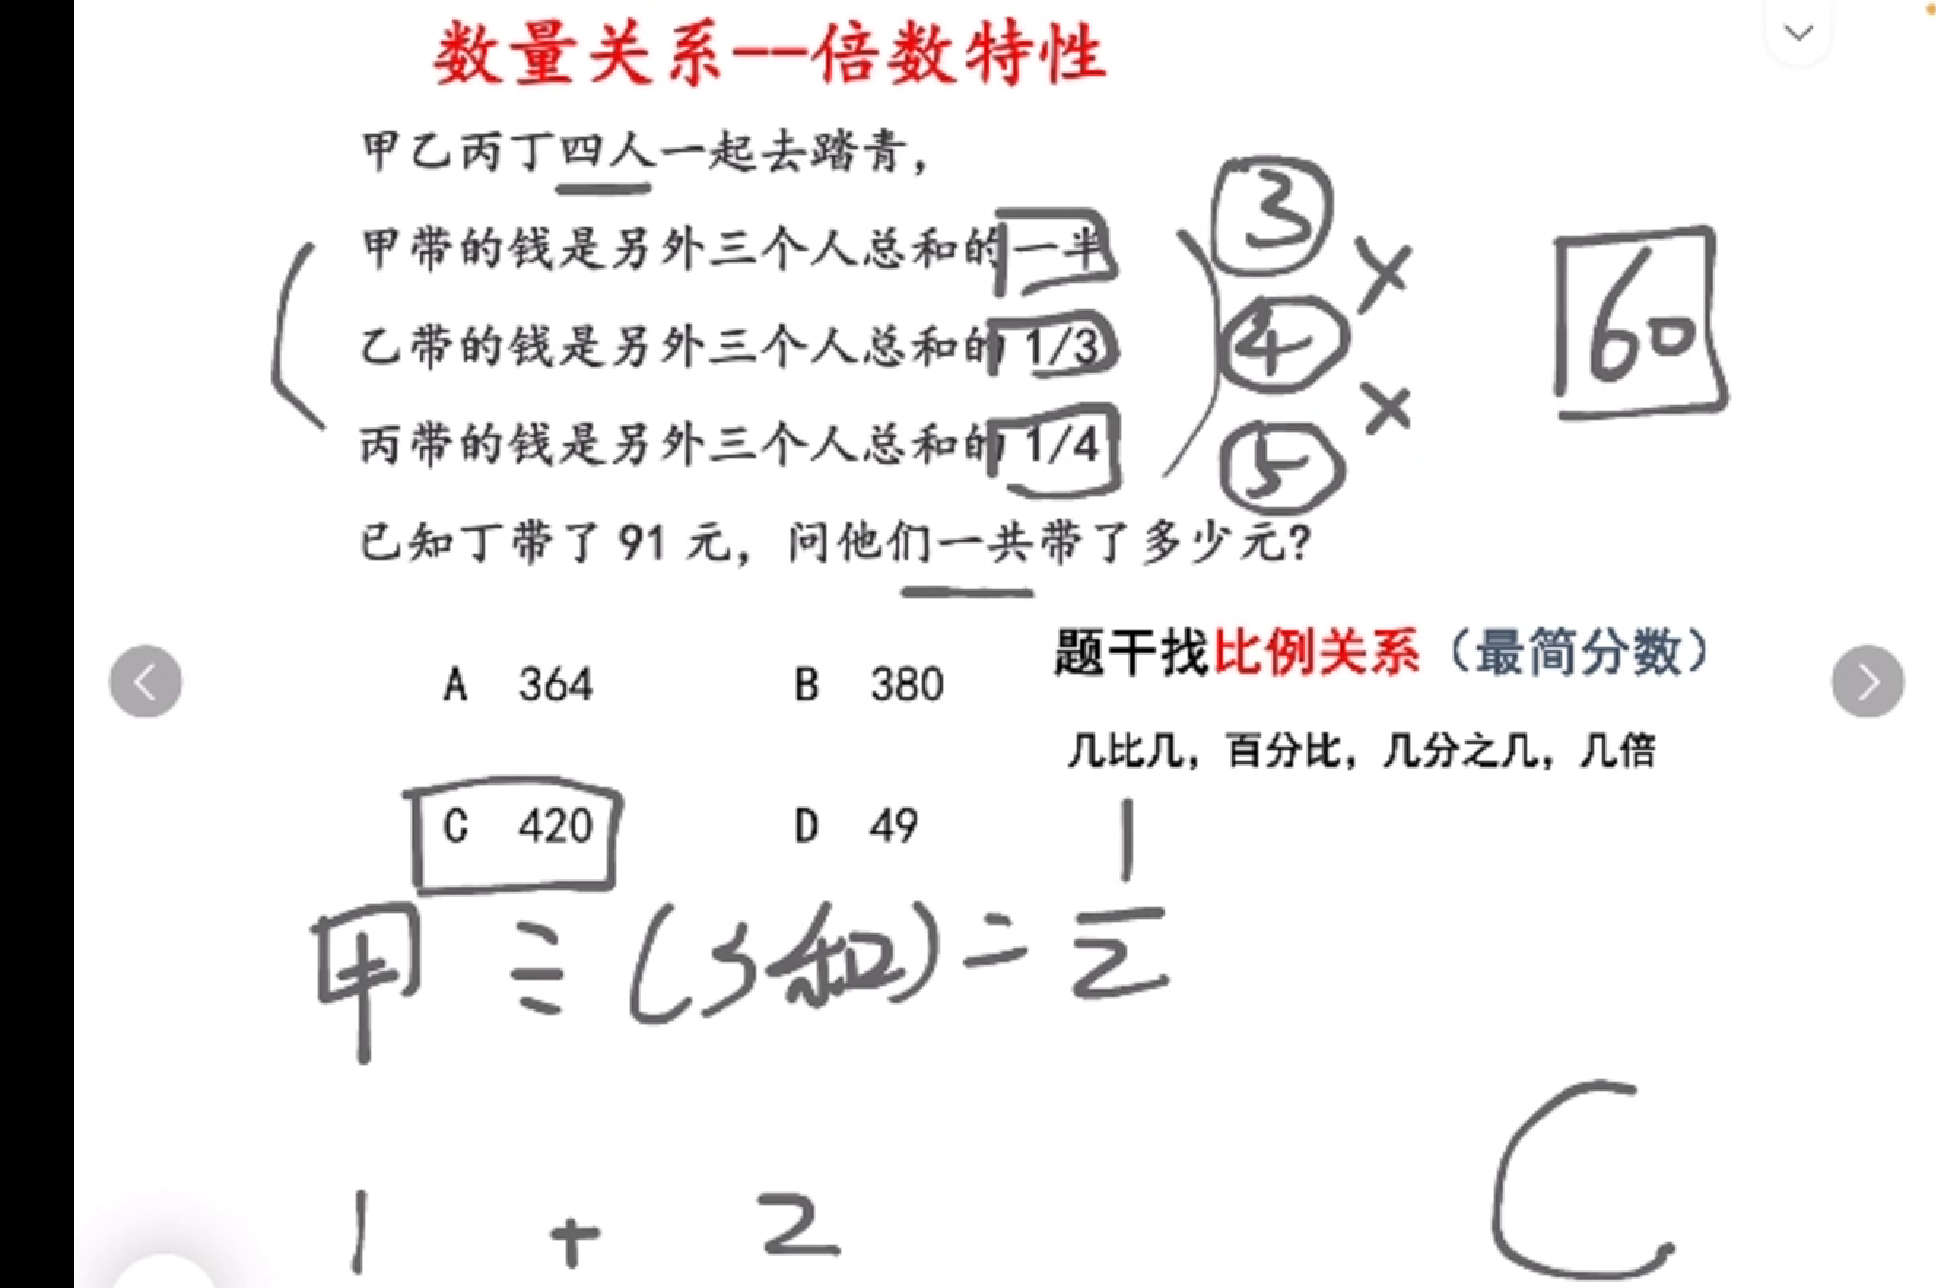 数量关系--倍数特性
甲乙丙丁四人一起去踏青，
甲带的钱是另外三个人总和的一半
3
乙带的钱是另外三个人总和的 1/3
4
×
60
丙带的钱是另外三个人总和的 1/4
5
×
已知丁带了 91 元，问他们一共带了多少元？
题干找比例关系（最简分数）
A 364 B 380
几比几，百分比，几分之几，几倍
C 420 D 49
甲 = (3和) = 1/2
1 + 2
C